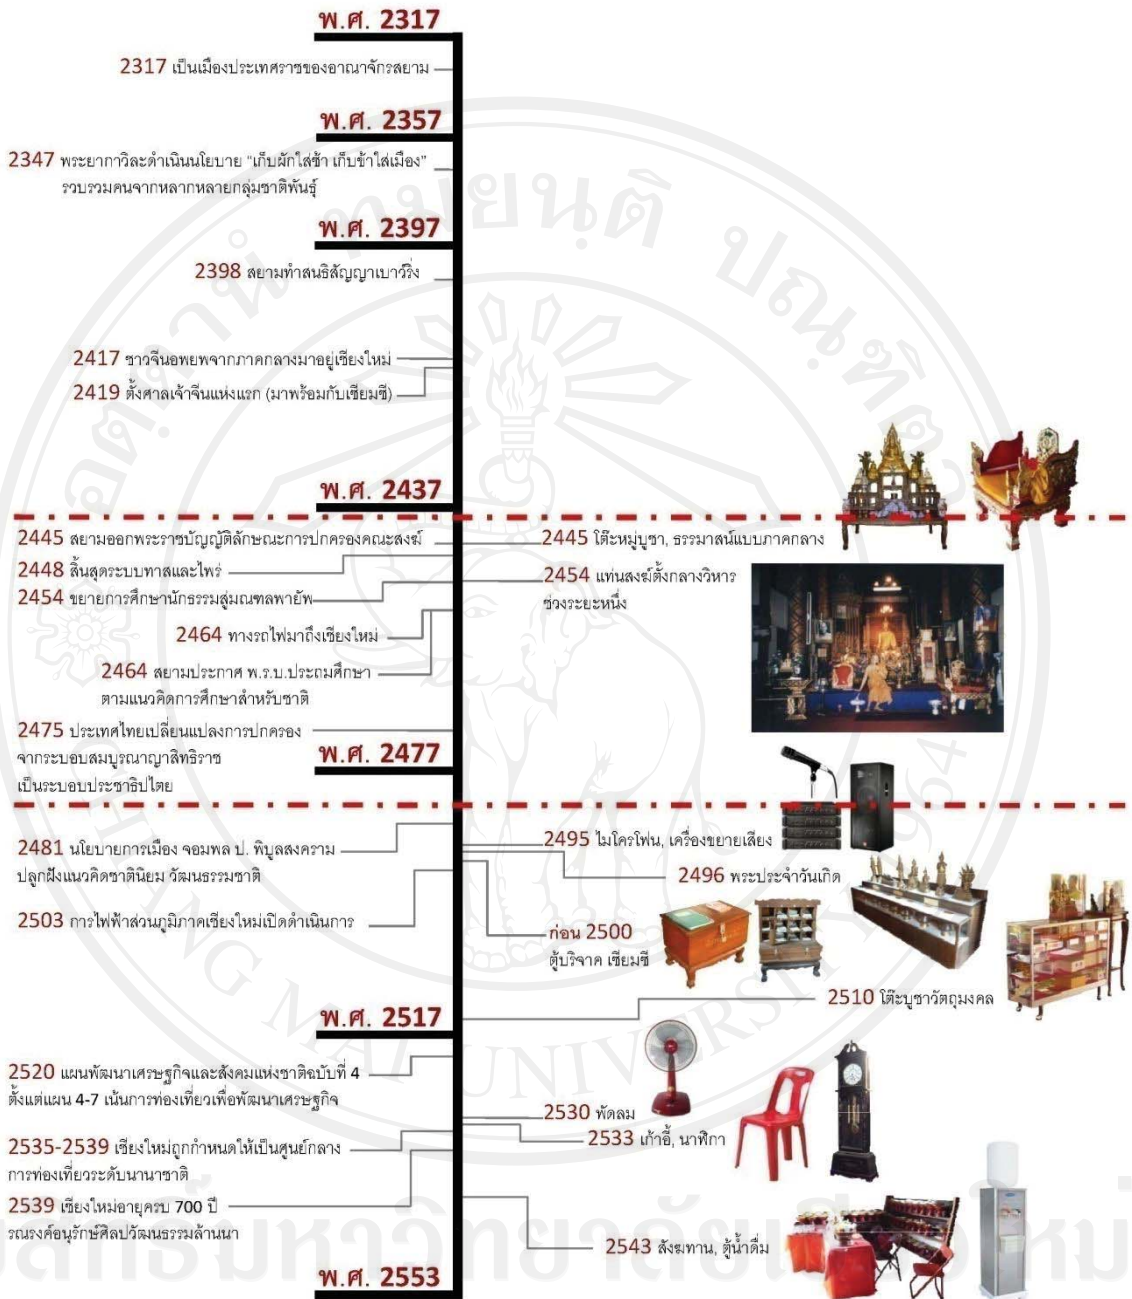 พ.ศ. 2317
2317 เป็นเมืองประเทศราชของอาณาจักรสยาม
พ.ศ. 2357
2347 พระยากาวิละดำเนินนโยบาย “เก็บผักใส่ซ้า เก็บข้าใส่เมือง”
รวบรวมคนจากหลากหลายกลุ่มชาติพันธุ์
พ.ศ. 2397
2398 สยามทำสนธิสัญญาเบาว์ริ่ง
2417 ชาวจีนอพยพจากภาคกลางมาอยู่เชียงใหม่
2419 ตั้งศาลเจ้าจีนแห่งแรก (มาพร้อมกับเซียมซี)
พ.ศ. 2437
2445 สยามออกพระราชบัญญัติลักษณะการปกครองคณะสงฆ์
2445 โต๊ะหมู่บูชา, ธรรมาสน์แบบภาคกลาง
2448 สิ้นสุดระบบทาสและไพร่
2454 แท่นสงฆ์ตั้งกลางวิหาร
ช่วงระยะหนึ่ง
2454 ขยายการศึกษานักธรรมสู่มณฑลพายัพ
2464 ทางรถไฟมาถึงเชียงใหม่
2464 สยามประกาศ พ.ร.บ.ประถมศึกษา
ตามแนวคิดการศึกษาสำหรับชาติ
2475 ประเทศไทยเปลี่ยนแปลงการปกครอง
จากระบอบสมบูรณาญาสิทธิราช
เป็นระบอบประชาธิปไตย
พ.ศ. 2477
2481 นโยบายการเมือง จอมพล ป. พิบูลสงคราม
ปลูกฝังแนวคิดชาตินิยม วัฒนธรรมชาติ
2495 ไมโครโฟน, เครื่องขยายเสียง
2496 พระประจำวันเกิด
2503 การไฟฟ้าส่วนภูมิภาคเชียงใหม่เปิดดำเนินการ
ก่อน 2500
ตู้บริจาค เซียมซี
2510 โต๊ะบูชาวัตถุมงคล
พ.ศ. 2517
2520 แผนพัฒนาเศรษฐกิจและสังคมแห่งชาติฉบับที่ 4
ตั้งแต่แผน 4-7 เน้นการท่องเที่ยวเพื่อพัฒนาเศรษฐกิจ
2530 พัดลม
2533 เก้าอี้, นาฬิกา
2535-2539 เชียงใหม่ถูกกำหนดให้เป็นศูนย์กลาง
การท่องเที่ยวระดับนานาชาติ
2539 เชียงใหม่อายุครบ 700 ปี
รณรงค์อนุรักษ์ศิลปวัฒนธรรมล้านนา
2543 สังฆทาน, ตู้น้ำดื่ม
พ.ศ. 2553
อตฺตานํ ทมยนฺติ ปณฺฑิตา
CHIANG MAI UNIVERSITY 1964